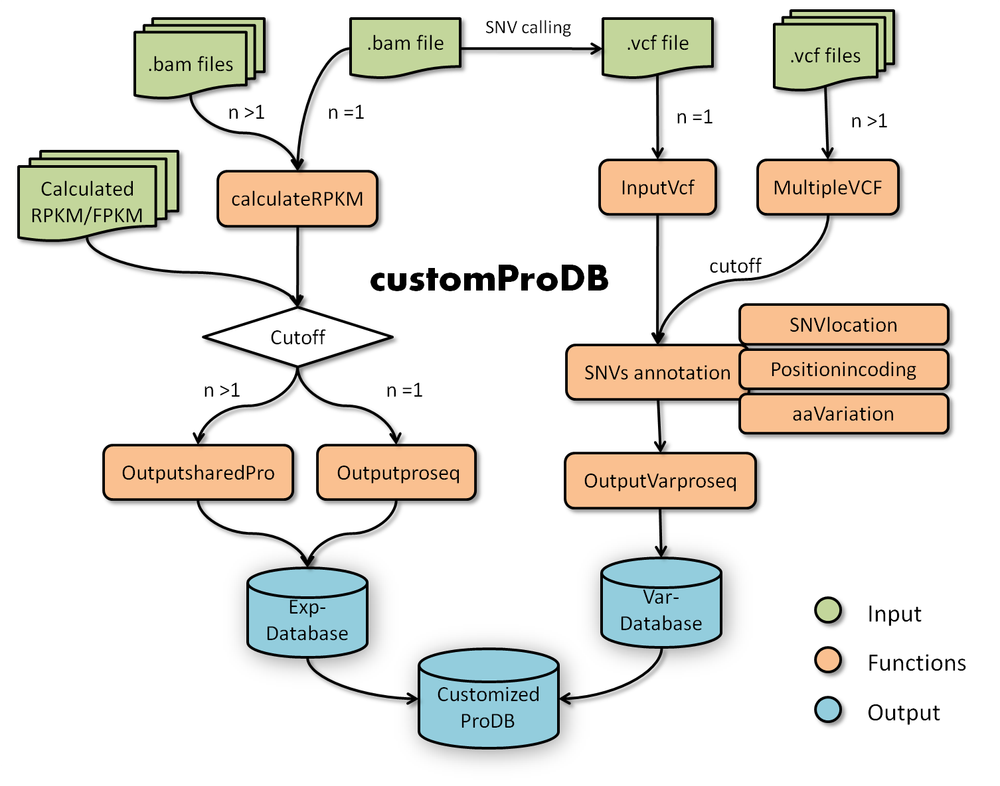 .bam files
.bam file
SNV calling
.vcf file
.vcf files
n >1
n =1
n =1
n >1
Calculated
RPKM/FPKM
calculateRPKM
InputVcf
MultipleVCF
customProDB
cutoff
Cutoff
SNVs annotation
SNVlocation
Positionincoding
aaVariation
n >1
n =1
OutputsharedPro
Outputproseq
OutputVarproseq
Exp-
Database
Var-
Database
Customized
ProDB
Input
Functions
Output